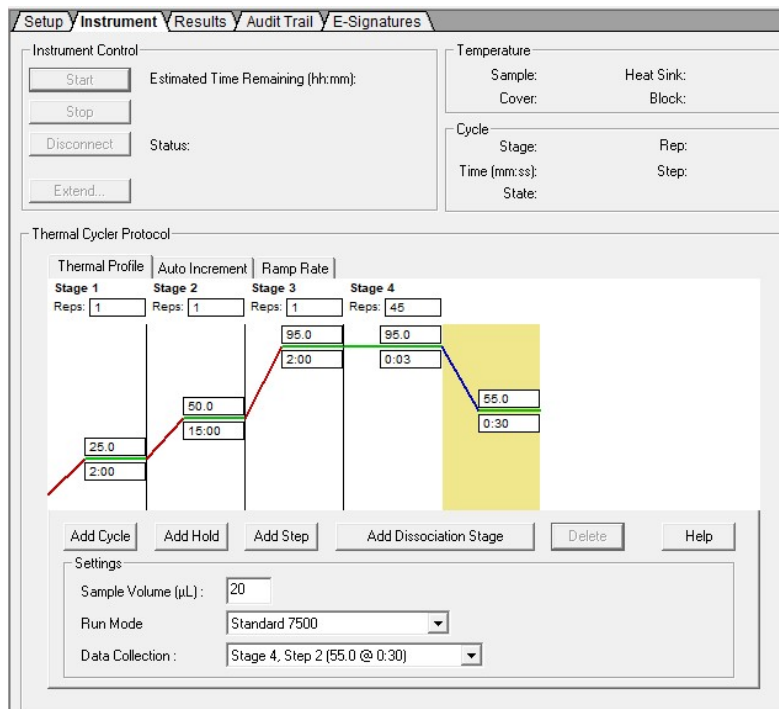 Setup Instrument Results Audit Trail E-Signatures
Instrument Control
Start
Estimated Time Remaining (hh:mm):
Stop
Disconnect
Status:
Extend...
Temperature
Sample: Heat Sink:
Cover: Block:
Cycle
Stage: Rep:
Time (mm:ss): Step:
State:
Thermal Cycler Protocol
Thermal Profile Auto Increment Ramp Rate
Stage 1 Stage 2 Stage 3 Stage 4
Reps: 1 Reps: 1 Reps: 1 Reps: 45
95.0 95.0
2:00 0:03
50.0 55.0
15:00 0:30
25.0
2:00
Add Cycle Add Hold Add Step Add Dissociation Stage Delete Help
Settings
Sample Volume (µL) : 20
Run Mode Standard 7500
Data Collection : Stage 4, Step 2 (55.0 @ 0:30)